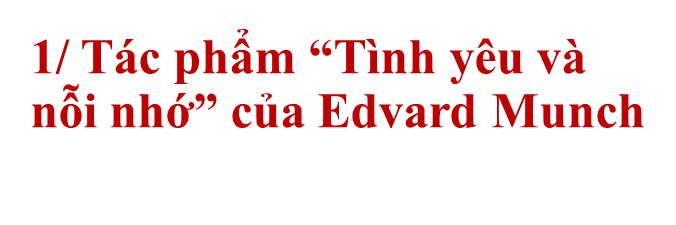 1/ Tác phẩm “Tình yêu và
nỗi nhớ” của Edvard Munch